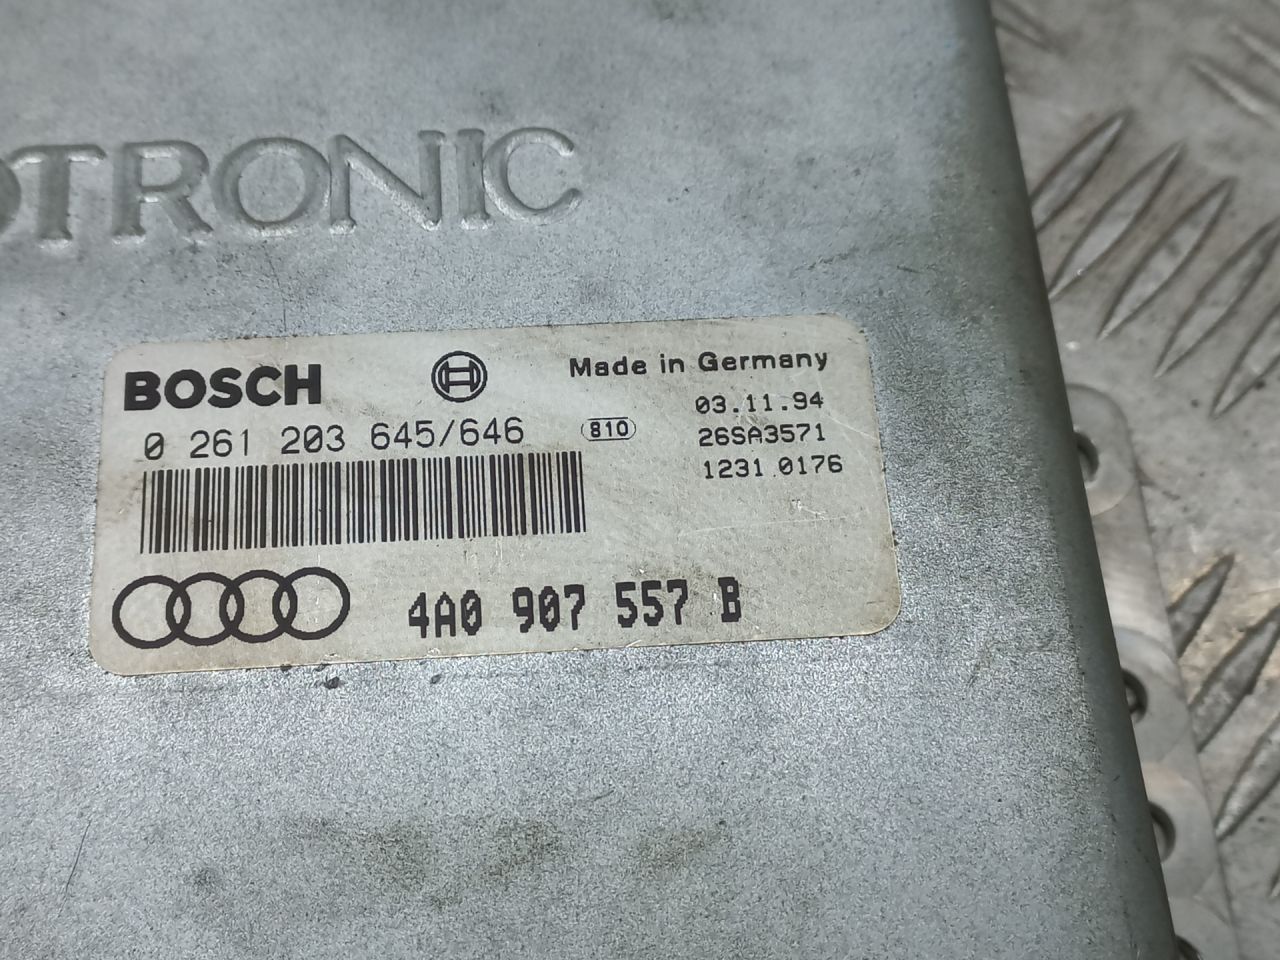 OTRONIC
BOSCH
Made in Germany
0 261 203 645/646
810
03.11.94
26SA3571
1231 0176
4A0 907 557 B